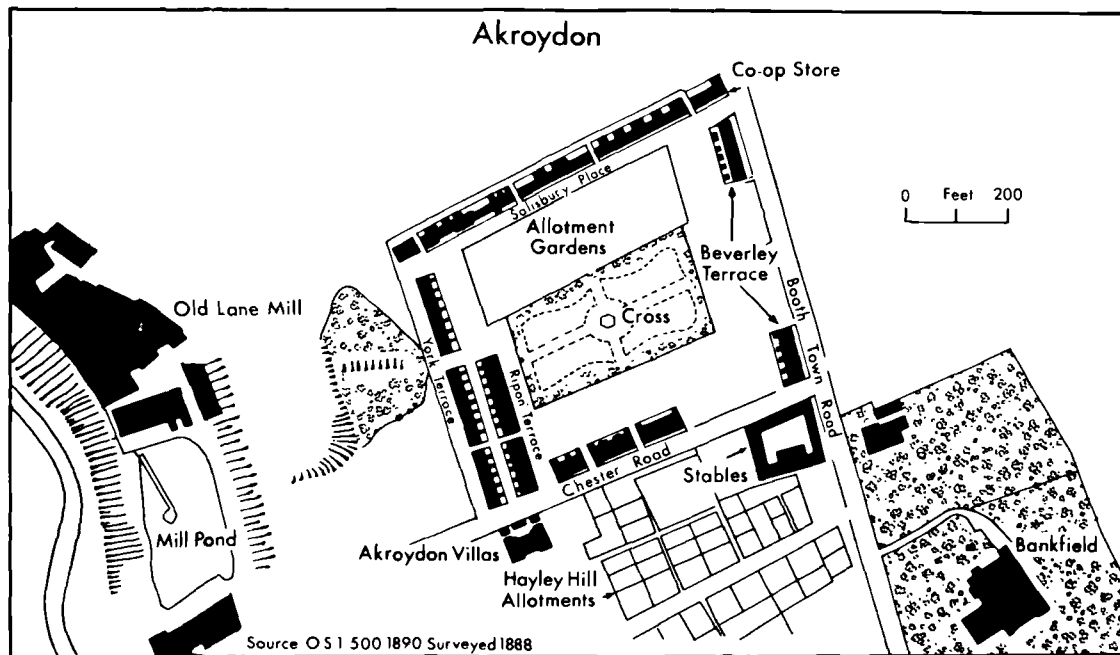 Akroydon
Co-op Store
Salisbury Place
Allotment
Gardens
0 Feet 200
Beverley
Terrace
Old Lane Mill
Cross
Booth Town Road
York Terrace
Ripon Terrace
Chester Road
Stables
Mill Pond
Akroydon Villas
Hayley Hill
Allotments
Bankfield
Source O S 1 500 1890 Surveyed 1888